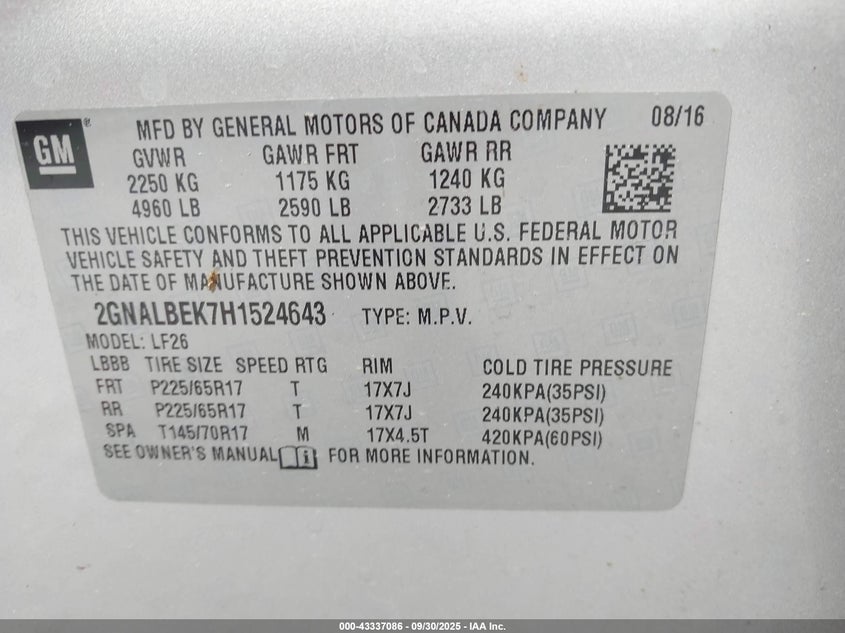 GM® MFD BY GENERAL MOTORS OF CANADA COMPANY 08/16
GVWR GAWR FRT GAWR RR
2250 KG 1175 KG 1240 KG
4960 LB 2590 LB 2733 LB
THIS VEHICLE CONFORMS TO ALL APPLICABLE U.S. FEDERAL MOTOR
VEHICLE SAFETY AND THEFT PREVENTION STANDARDS IN EFFECT ON
THE DATE OF MANUFACTURE SHOWN ABOVE.
2GNALBEK7H1524643 TYPE: M.P.V.
MODEL: LF26
LBBB TIRE SIZE SPEED RTG RIM COLD TIRE PRESSURE
FRT P225/65R17 T 17X7J 240KPA(35PSI)
RR P225/65R17 T 17X7J 240KPA(35PSI)
SPA T145/70R17 M 17X4.5T 420KPA(60PSI)
SEE OWNER'S MANUAL i FOR MORE INFORMATION.
000-43337086 - 09/30/2025 - IAA Inc.